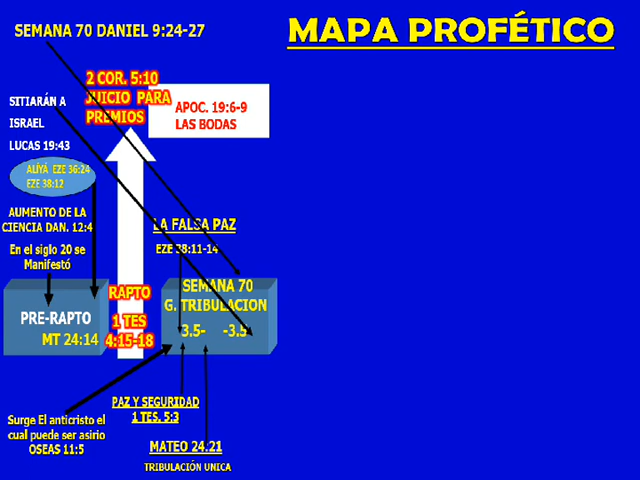 SEMANA 70 DANIEL 9:24-27
MAPA PROFÉTICO
2 COR. 5:10
JUICIO PARA
PREMIOS
APOC. 19:6-9
LAS BODAS
SITIARÁN A
ISRAEL
LUCAS 19:43
ALÍYÁ EZE 36:24
EZE 38:12
AUMENTO DE LA
CIENCIA DAN. 12:4
En el siglo 20 se
Manifestó
LA FALSA PAZ
EZE 38:11-14
PRE-RAPTO
MT 24:14
RAPTO
1 TES
4:15-18
SEMANA 70
G. TRIBULACION
3.5- -3.5
PAZ Y SEGURIDAD
1 TES. 5:3
Surge El anticristo el
cual puede ser asirio
OSEAS 11:5
MATEO 24:21
TRIBULACIÓN UNICA